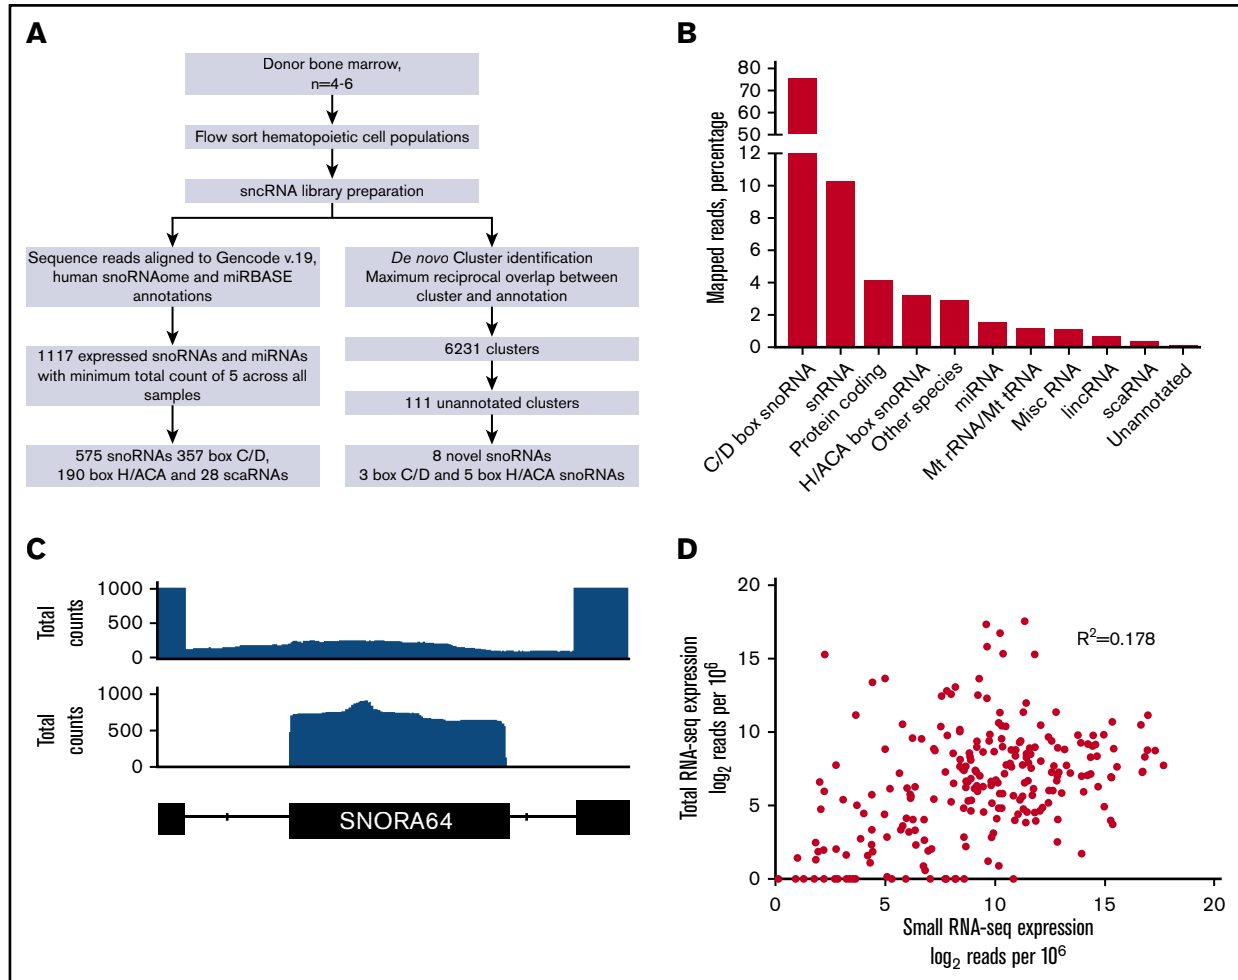 A
Donor bone marrow,
n=4-6
Flow sort hematopoietic cell populations
sncRNA library preparation
Sequence reads aligned to Gencode v.19,
human snoRNAome and miRBASE
annotations
1117 expressed snoRNAs and miRNAs
with minimum total count of 5 across all
samples
575 snoRNAs 357 box C/D,
190 box H/ACA and 28 scaRNAs
De novo Cluster identification
Maximum reciprocal overlap between
cluster and annotation
6231 clusters
111 unannotated clusters
8 novel snoRNAs
3 box C/D and 5 box H/ACA snoRNAs
B
Mapped reads, percentage
80
70
60
50
12
10
8
6
4
2
0
C/D box snoRNA
snRNA
Protein coding
H/ACA box snoRNA
Other species
miRNA
Mt rRNA/Mt tRNA
Misc RNA
lincRNA
scaRNA
Unannotated
C
Total
counts
1000
500
0
Total
counts
1000
500
0
SNORA64
D
Total RNA-seq expression
log₂ reads per 10⁶
20
15
10
5
0
R²=0.178
0
5
10
15
20
Small RNA-seq expression
log₂ reads per 10⁶